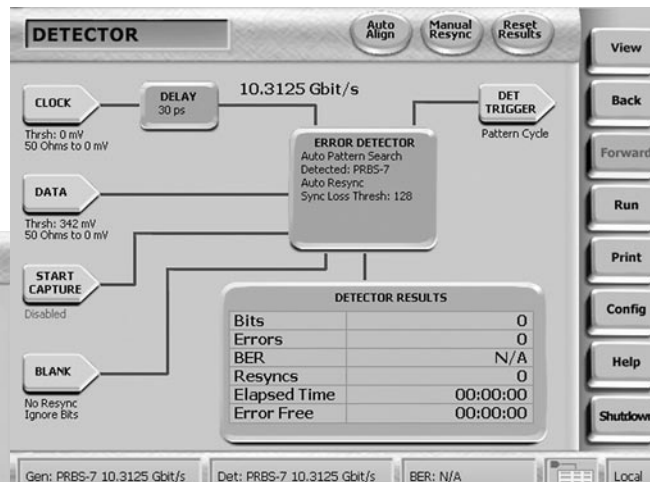 DETECTOR
Auto Align
Manual Resync
Reset Results
View
Back
Forward
Run
Print
Config
Help
Shutdown
CLOCK
Thrsh: 0 mV
50 Ohms to 0 mV
DELAY
30 ps
10.3125 Gbit/s
DET TRIGGER
Pattern Cycle
ERROR DETECTOR
Auto Pattern Search
Detected: PRBS-7
Auto Resync
Sync Loss Thresh: 128
DATA
Thrsh: 342 mV
50 Ohms to 0 mV
START CAPTURE
Disabled
BLANK
No Resync
Ignore Bits
DETECTOR RESULTS
Bits 0
Errors 0
BER N/A
Resyncs 0
Elapsed Time 00:00:00
Error Free 00:00:00
Gen: PRBS-7 10.3125 Gbit/s
Det: PRBS-7 10.3125 Gbit/s
BER: N/A
Local